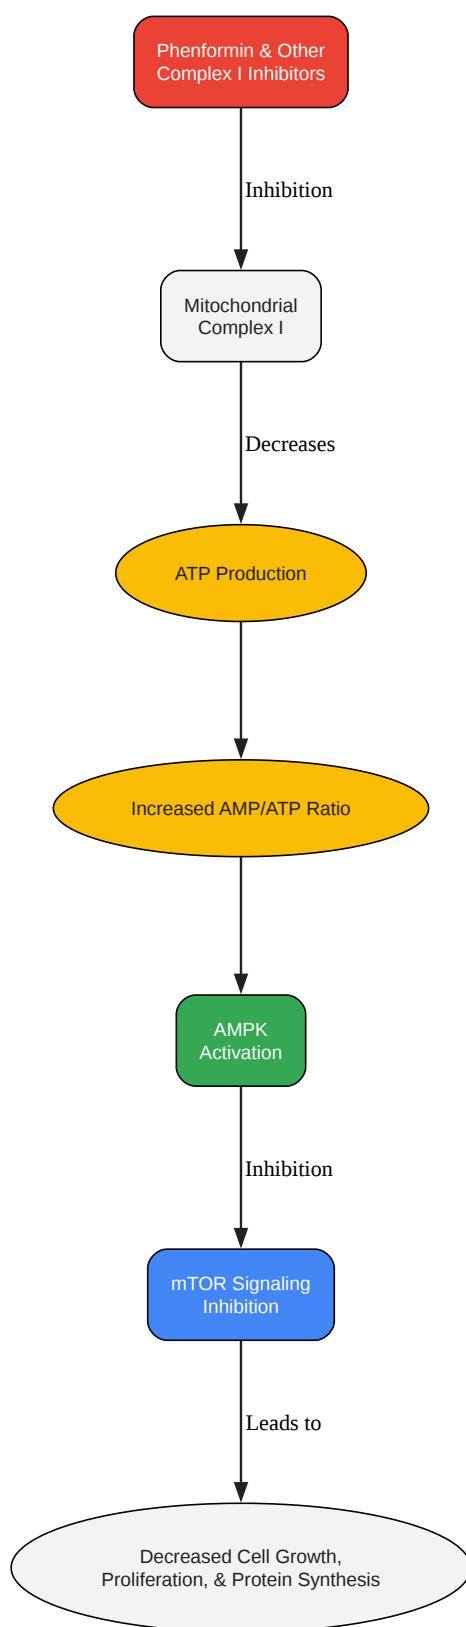 Phenformin & Other
Complex I Inhibitors
Inhibition
Mitochondrial
Complex I
Decreases
ATP Production
Increased AMP/ATP Ratio
AMPK
Activation
Inhibition
mTOR Signaling
Inhibition
Leads to
Decreased Cell Growth,
Proliferation, & Protein Synthesis